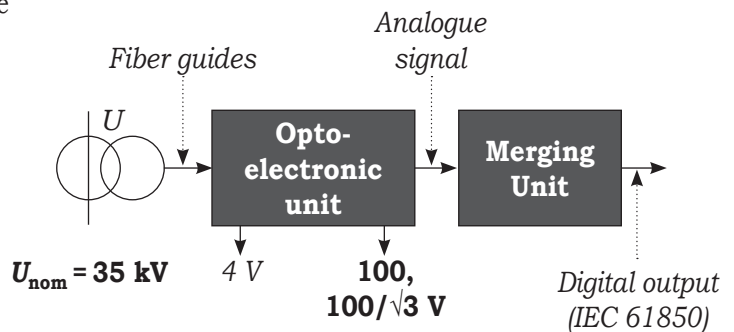 e
Fiber guides
Analogue
signal
U
Opto-
electronic
unit
Merging
Unit
U_nom = 35 kV
4 V
100,
100/√3 V
Digital output
(IEC 61850)